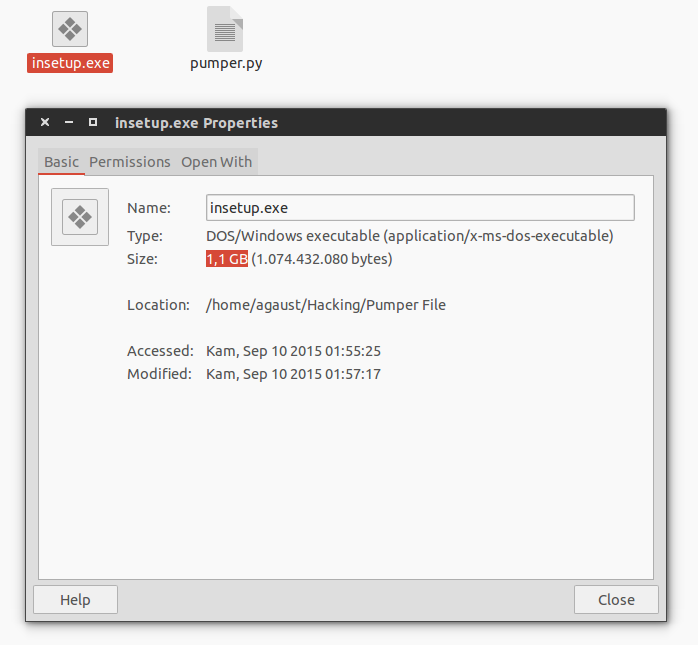 insetup.exe
pumper.py
insetup.exe Properties
Basic Permissions Open With
Name: insetup.exe
Type: DOS/Windows executable (application/x-ms-dos-executable)
Size: 1,1 GB (1.074.432.080 bytes)
Location: /home/agaust/Hacking/Pumper File
Accessed: Kam, Sep 10 2015 01:55:25
Modified: Kam, Sep 10 2015 01:57:17
Help
Close